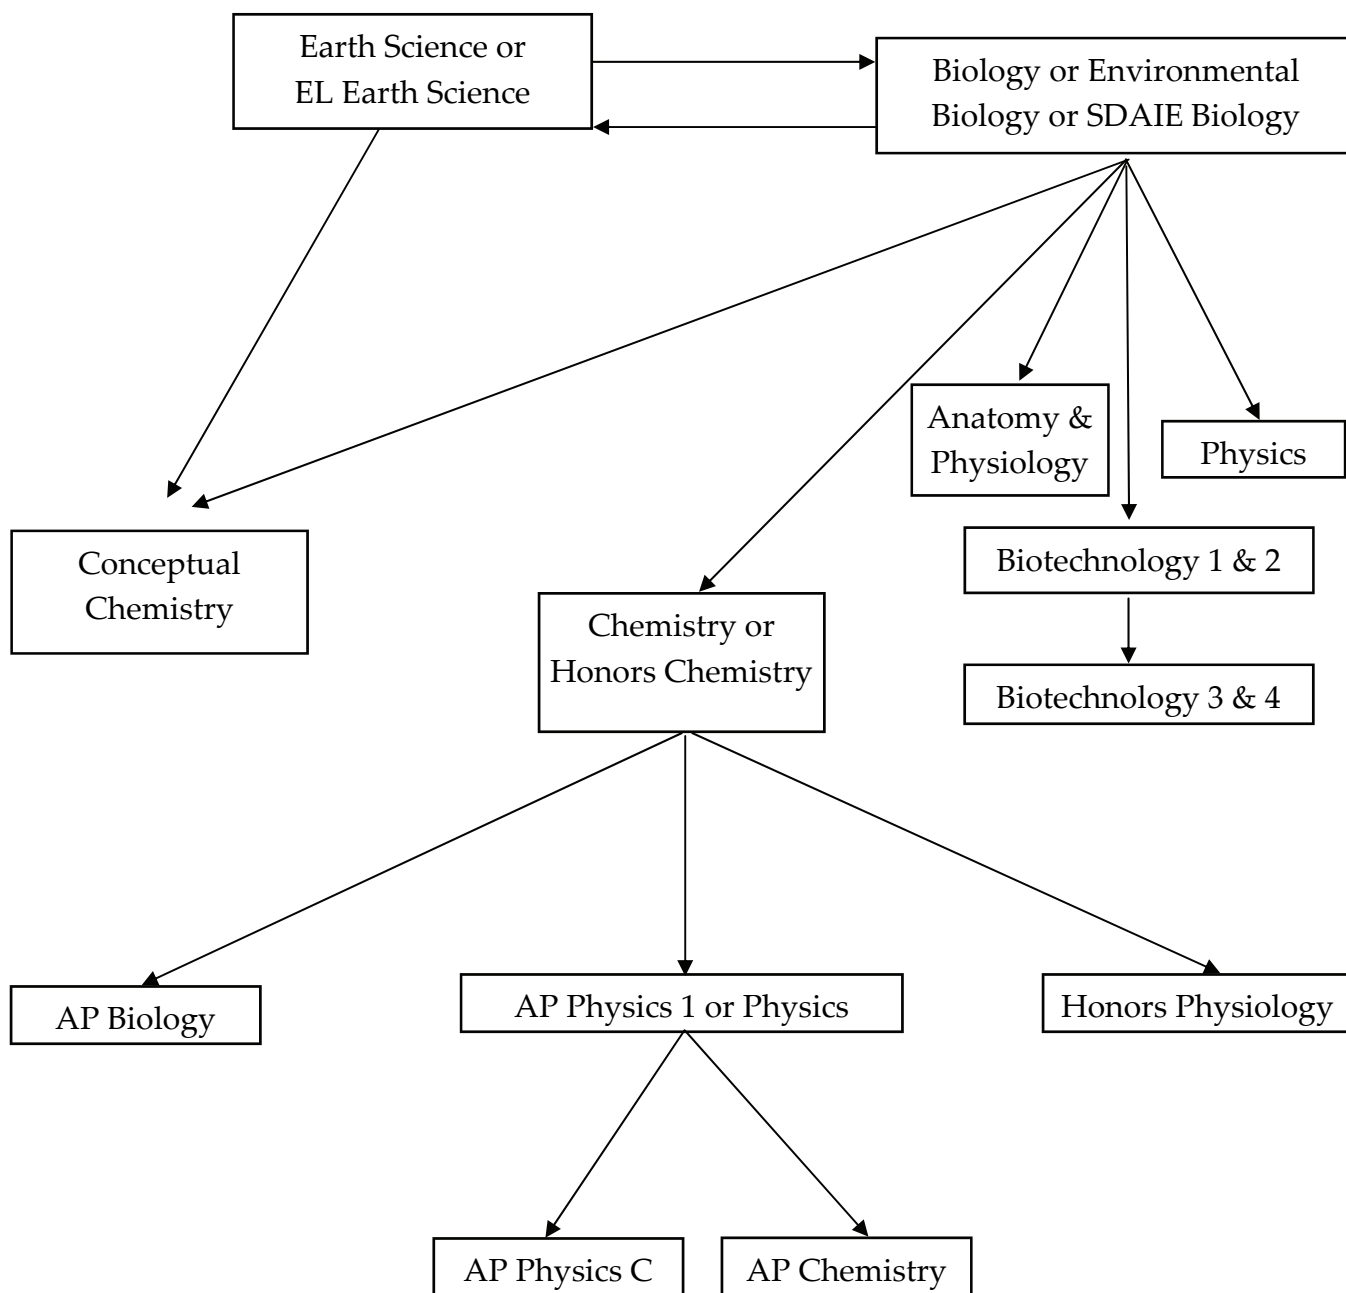 Earth Science or
EL Earth Science
Biology or Environmental
Biology or SDAIE Biology
Anatomy &
Physiology
Physics
Conceptual
Chemistry
Biotechnology 1 & 2
Chemistry or
Honors Chemistry
Biotechnology 3 & 4
AP Biology
AP Physics 1 or Physics
Honors Physiology
AP Physics C
AP Chemistry